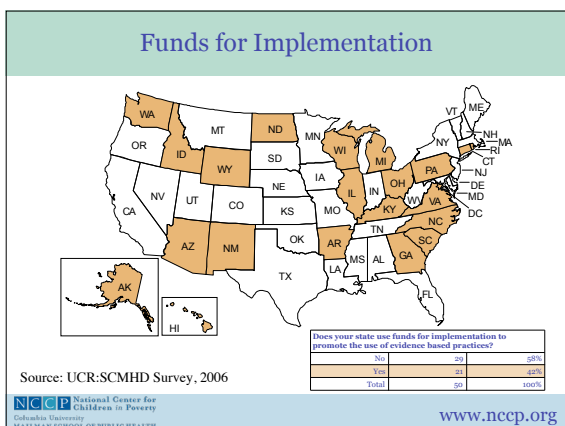 Funds for Implementation
WA
MT
ND
MN
VT
ME
OR
ID
WY
SD
WI
MI
NY
NH
MA
RI
CT
NV
UT
CO
NE
IA
IL
IN
OH
PA
NJ
DE
MD
DC
CA
KS
MO
KY
WV
VA
AZ
NM
OK
AR
TN
NC
SC
TX
LA
MS
AL
GA
FL
AK
HI
Does your state use funds for implementation to
promote the use of evidence based practices?
No 29 58%
Yes 21 42%
Total 50 100%
Source: UCR:SCMHD Survey, 2006
NCCP National Center for
Children in Poverty
Columbia University
MAILMAN SCHOOL OF PUBLIC HEALTH
www.nccp.org